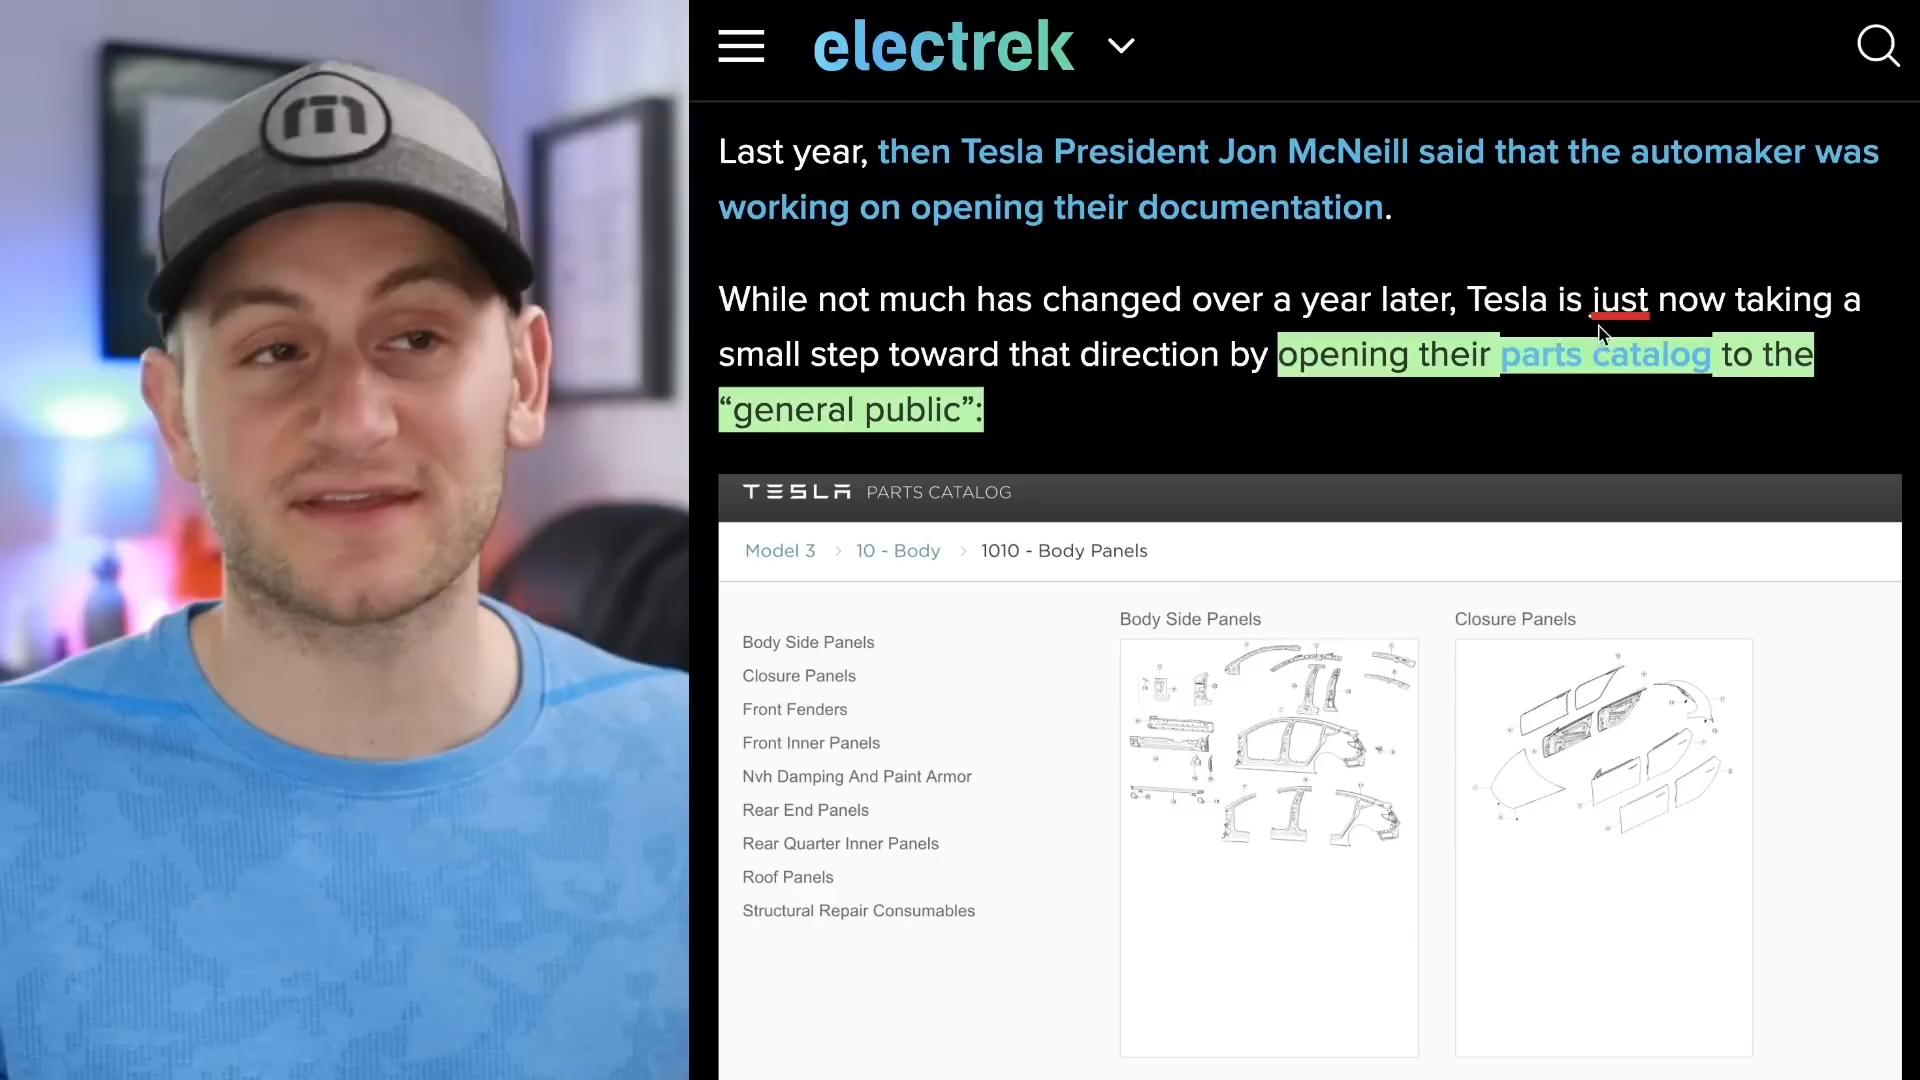 electrek
Last year, then Tesla President Jon McNeill said that the automaker was
working on opening their documentation.
While not much has changed over a year later, Tesla is just now taking a
small step toward that direction by opening their parts catalog to the
“general public”:
TESLA PARTS CATALOG
Model 3 > 10 - Body > 1010 - Body Panels
Body Side Panels
Closure Panels
Front Fenders
Front Inner Panels
Nvh Damping And Paint Armor
Rear End Panels
Rear Quarter Inner Panels
Roof Panels
Structural Repair Consumables
Body Side Panels
Closure Panels